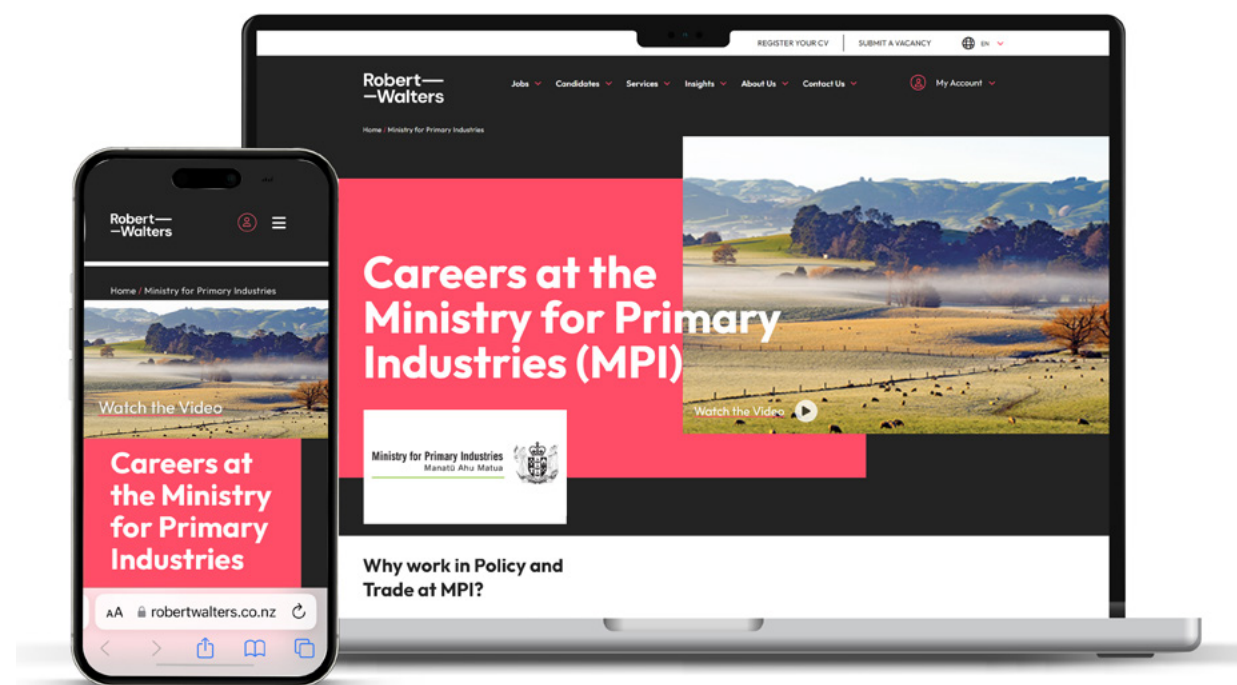 REGISTER YOUR CV
SUBMIT A VACANCY
EN
Robert—
—Walters
Jobs
Candidates
Services
Insights
About Us
Contact Us
My Account
Home / Ministry for Primary Industries
Careers at the
Ministry for Primary
Industries (MPI)
Watch the Video
Ministry for Primary Industries
Manatū Ahu Matua
Why work in Policy and
Trade at MPI?
Robert—
—Walters
Home / Ministry for Primary Industries
Watch the Video
Careers at
the Ministry
for Primary
Industries
AA robertwalters.co.nz